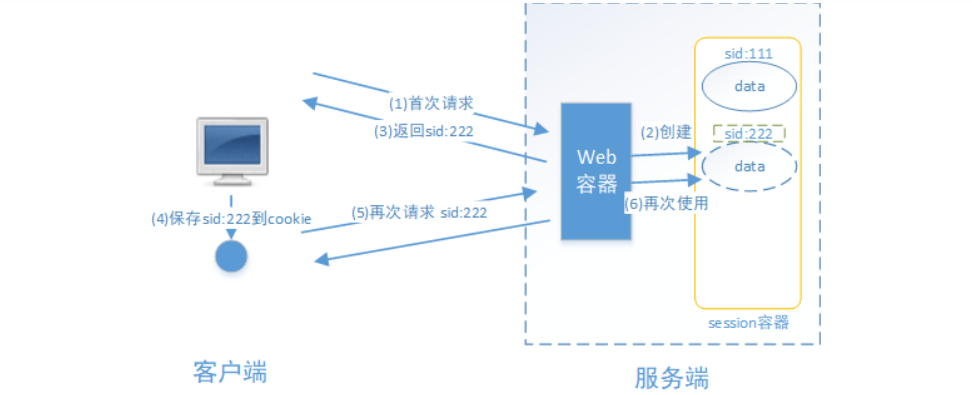 sid:111
data
(1)首次请求
(3)返回sid:222
(2)创建
sid:222
data
Web
容器
(4)保存sid:222到cookie
(5)再次请求 sid:222
(6)再次使用
session容器
客户端
服务端